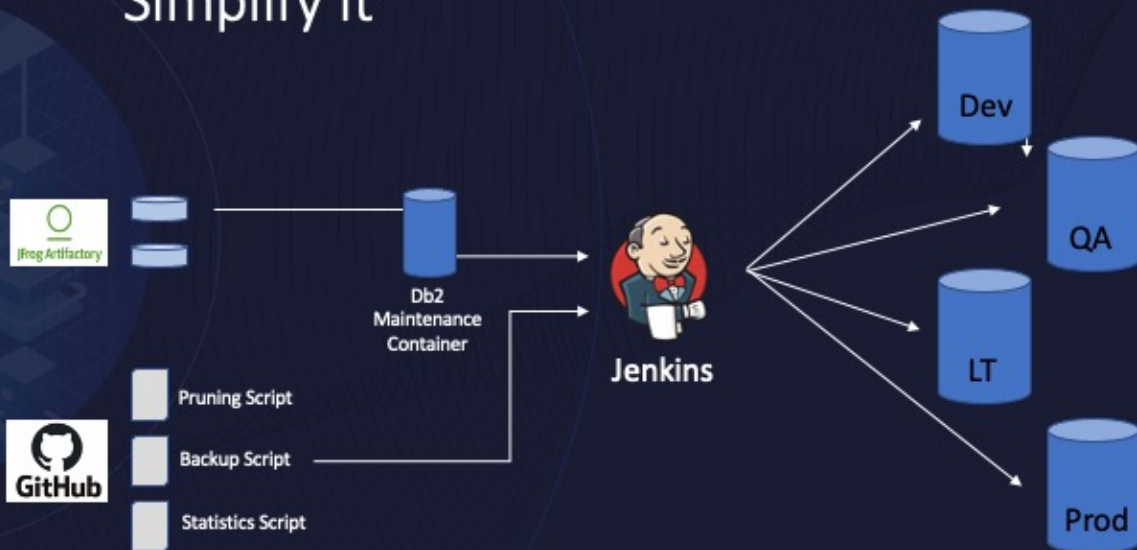 Simplify it
Dev
QA
JFrog Artifactory
Db2
Maintenance
Container
Jenkins
LT
Pruning Script
GitHub
Backup Script
Statistics Script
Prod